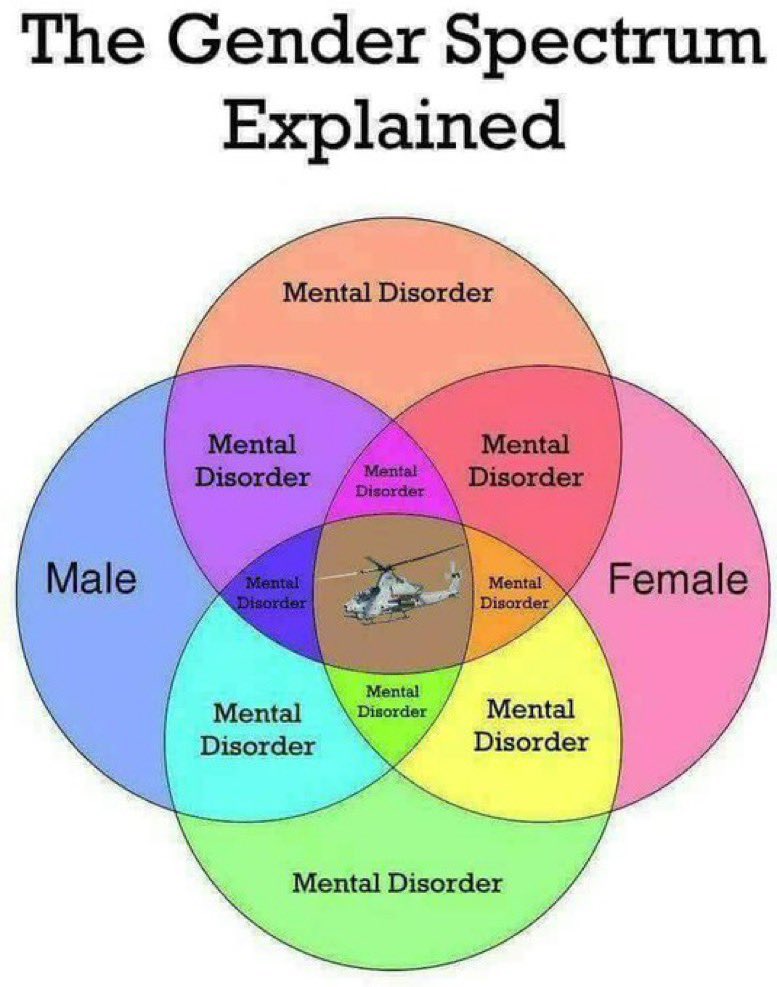 The Gender Spectrum
Explained
Mental Disorder
Mental
Disorder
Mental
Disorder
Mental
Disorder
Male
Female
Mental
Disorder
Mental
Disorder
Mental
Disorder
Mental
Disorder
Mental
Disorder
Mental Disorder